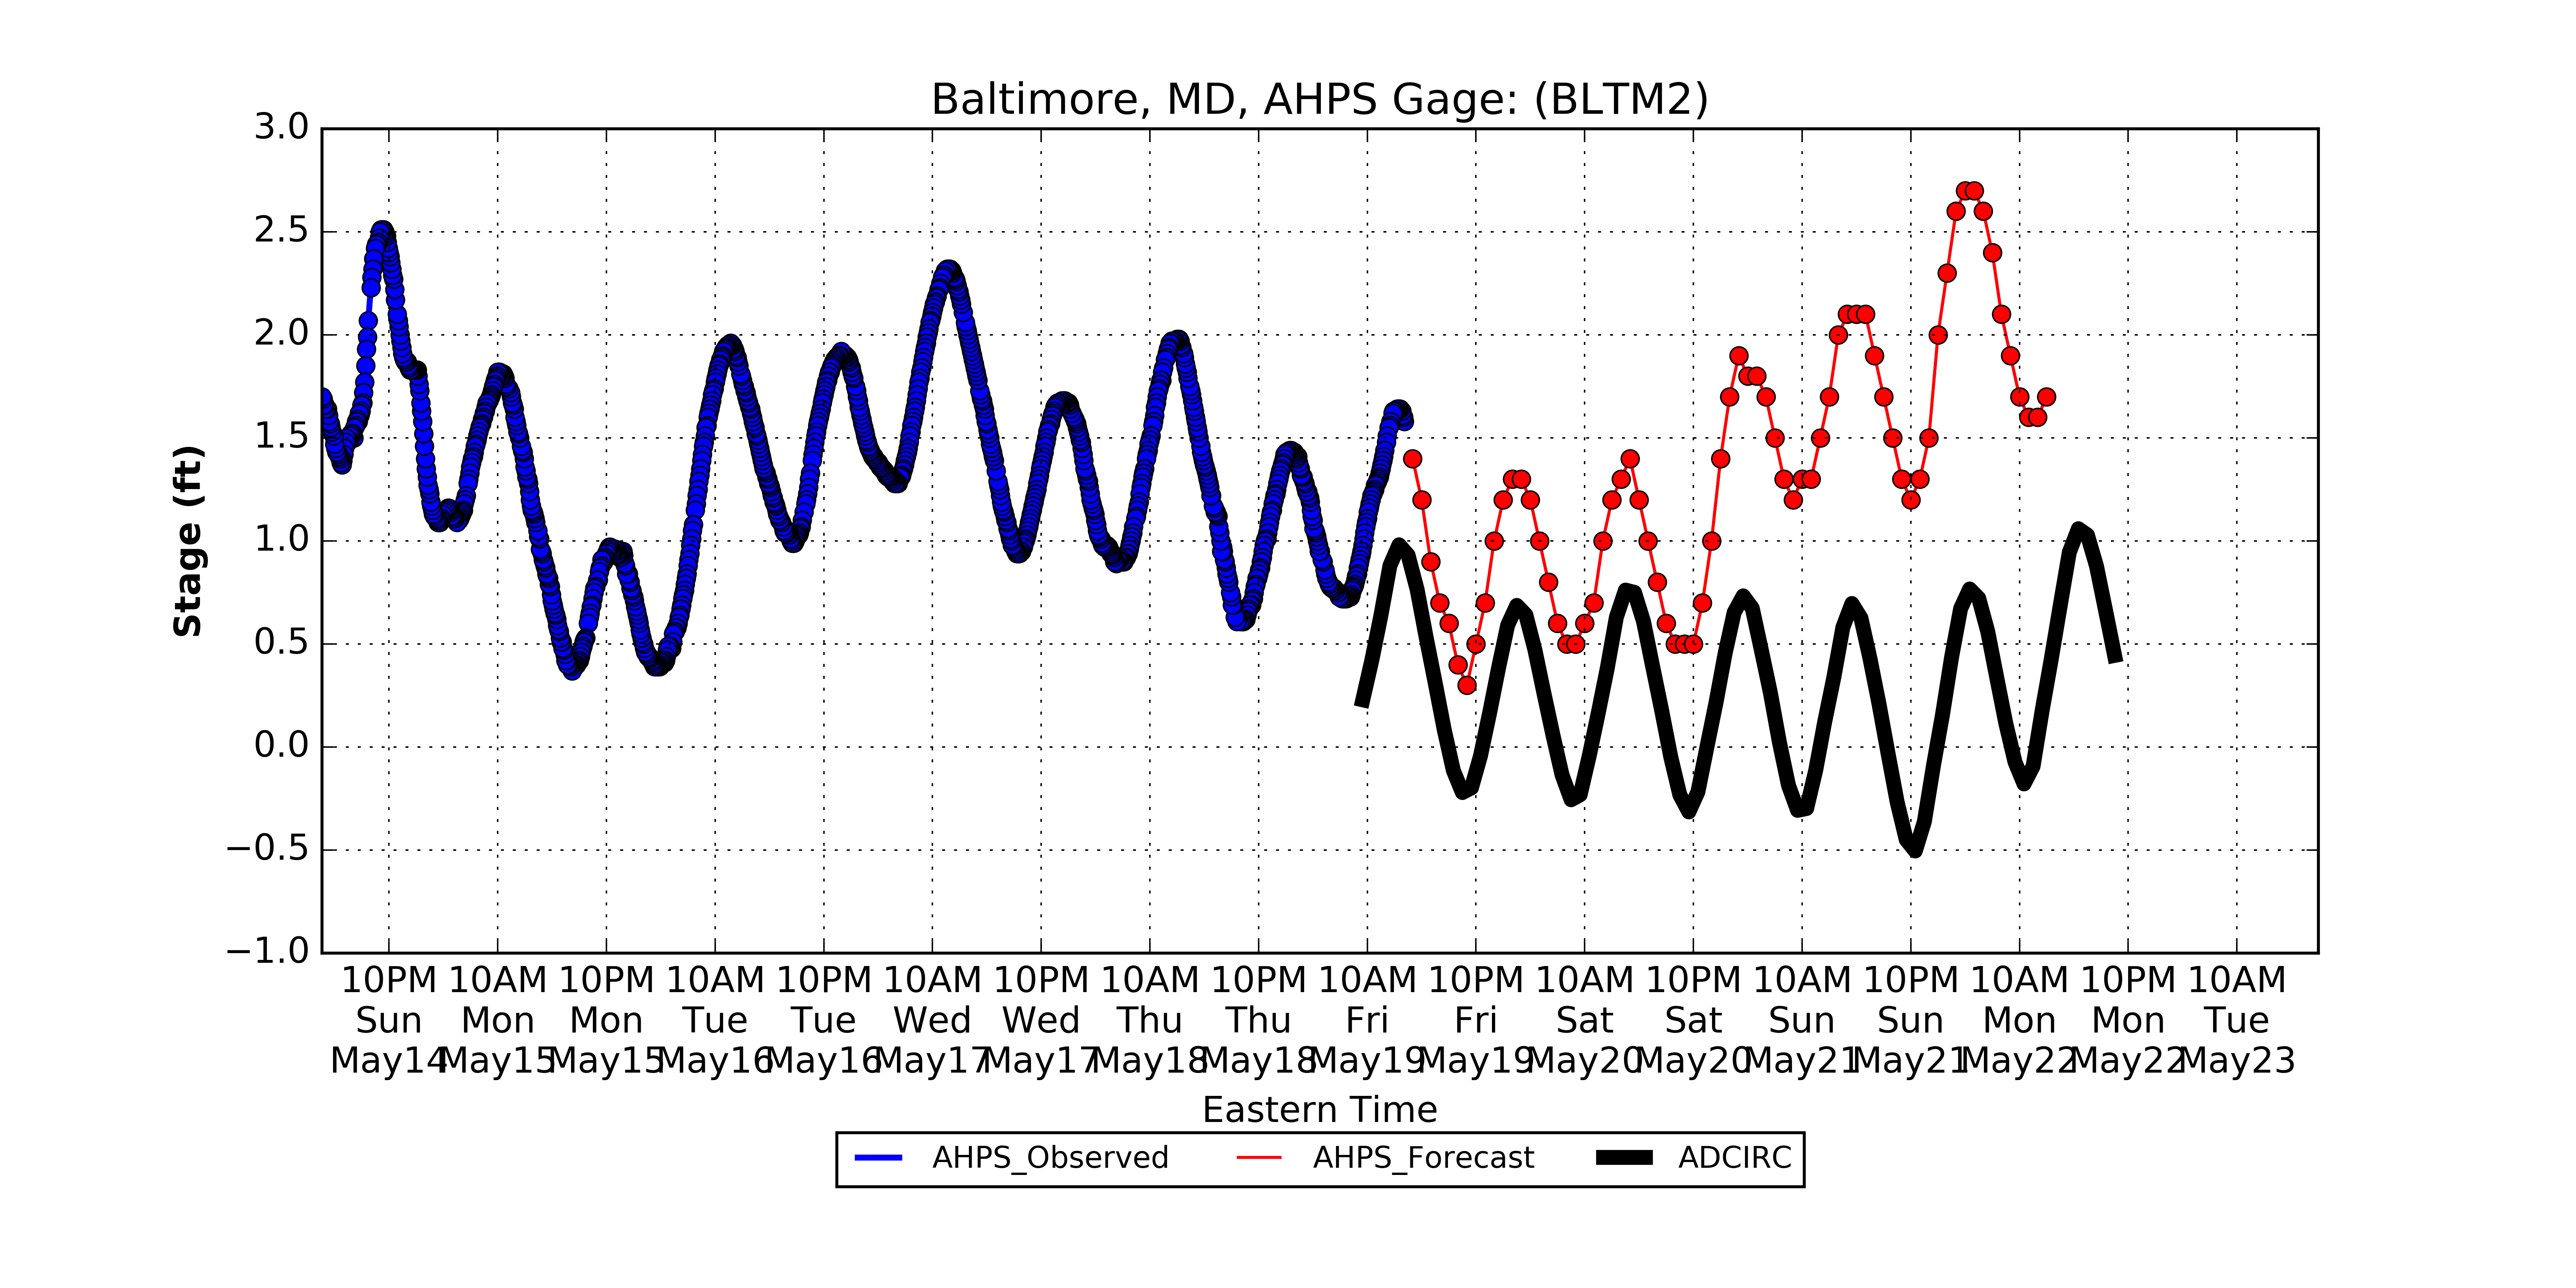 Baltimore, MD, AHPS Gage: (BLTM2)
3.0
2.5
2.0
1.5
1.0
0.5
0.0
−0.5
−1.0
Stage (ft)
10PM 10AM 10PM 10AM 10PM 10AM 10PM 10AM 10PM 10AM 10PM 10AM 10PM 10AM 10PM 10AM 10PM 10AM
Sun Mon Mon Tue Tue Wed Wed Thu Thu Fri Fri Sat Sat Sun Sun Mon Mon Tue
May14 May15 May15 May16 May16 May17 May17 May18 May18 May19 May19 May20 May20 May21 May21 May22 May22 May23
Eastern Time
AHPS_Observed AHPS_Forecast ADCIRC